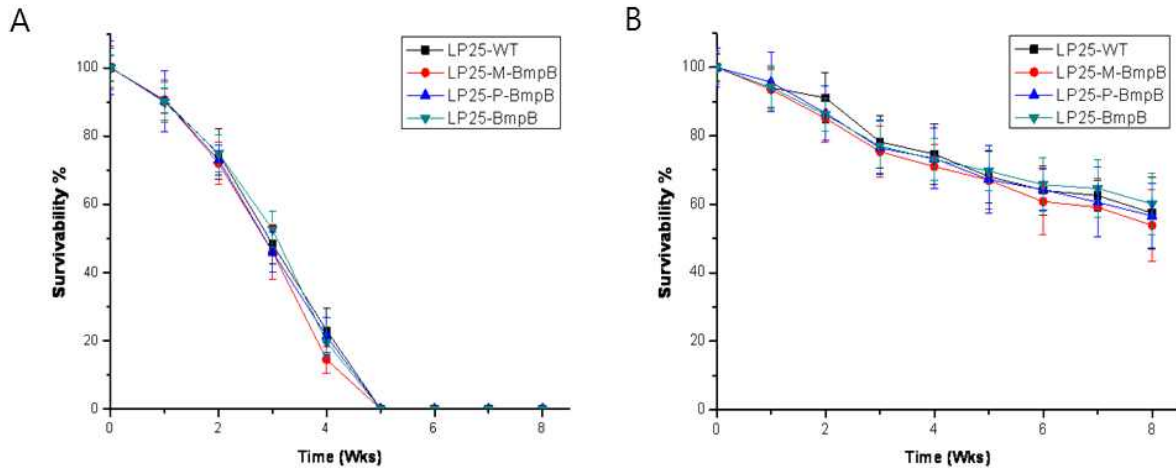 A
LP25-WT
LP25-M-BmpB
LP25-P-BmpB
LP25-BmpB
Survivability %
100
80
60
40
20
0
0 2 4 6 8
Time (Wks)
B
LP25-WT
LP25-M-BmpB
LP25-P-BmpB
LP25-BmpB
Survivability %
100
80
60
40
20
0
0 2 4 6 8
Time (Wks)